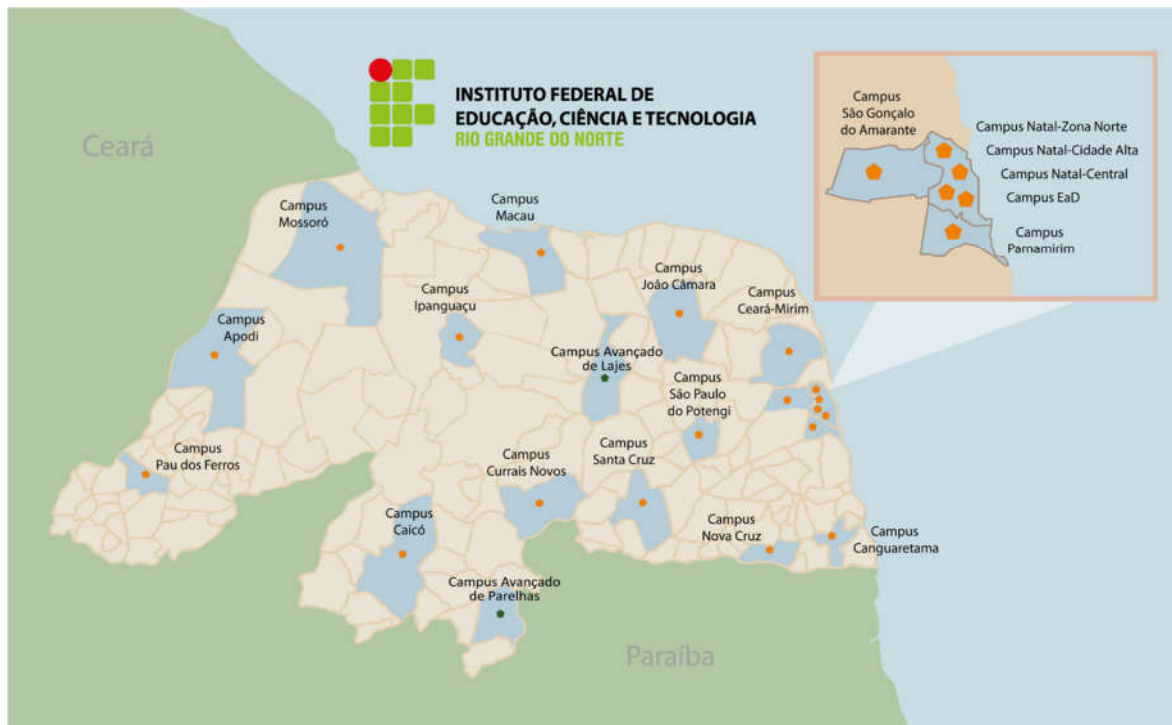 INSTITUTO FEDERAL DE
EDUCAÇÃO, CIÊNCIA E TECNOLOGIA
RIO GRANDE DO NORTE
Ceará
Campus
São Gonçalo
do Amarante
Campus Natal-Zona Norte
Campus Natal-Cidade Alta
Campus Natal-Central
Campus EaD
Campus
Parnamirim
Campus
Mossoró
Campus
Macau
Campus
Ipanguaçu
Campus
João Câmara
Campus
Ceará-Mirim
Campus
Apodi
Campus Avançado
de Lajes
Campus
São Paulo
do Potengi
Campus
Pau dos Ferros
Campus
Currais Novos
Campus
Santa Cruz
Campus
Caicó
Campus
Nova Cruz
Campus
Canguaretama
Campus Avançado
de Parelhas
Paraíba